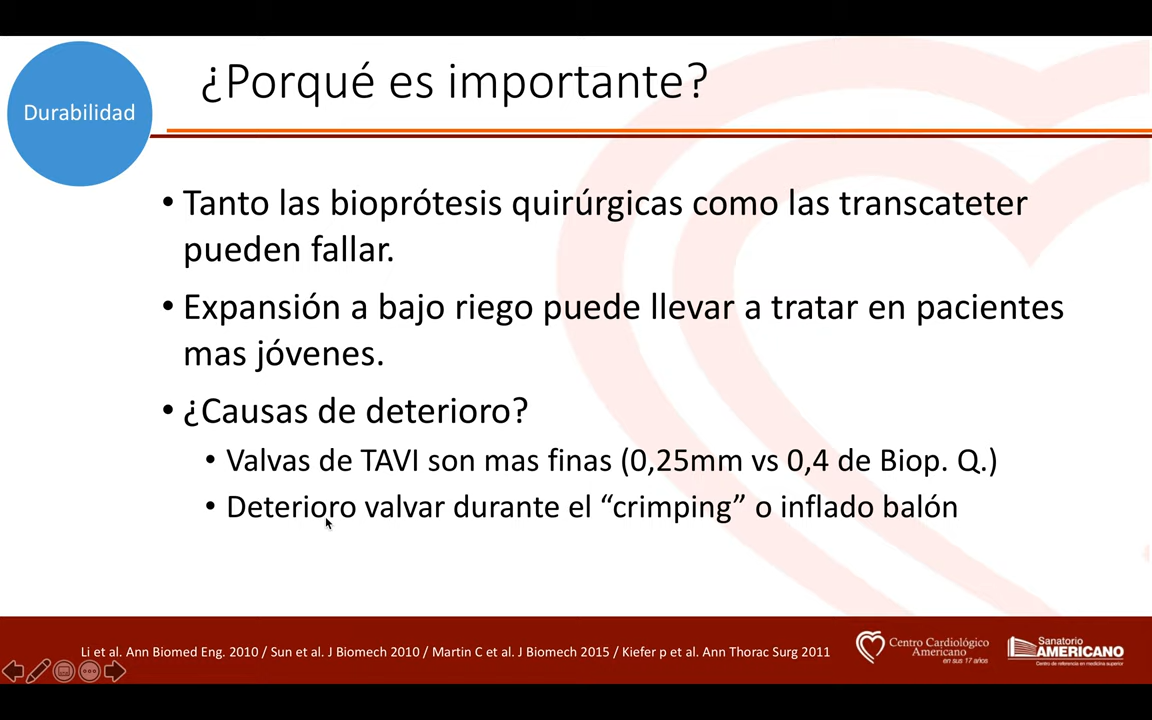 Durabilidad
¿Porqué es importante?
• Tanto las bioprótesis quirúrgicas como las transcateter
pueden fallar.
• Expansión a bajo riego puede llevar a tratar en pacientes
mas jóvenes.
• ¿Causas de deterioro?
• Valvas de TAVI son mas finas (0,25mm vs 0,4 de Biop. Q.)
• Deterioro valvar durante el “crimping” o inflado balón
Li et al. Ann Biomed Eng. 2010 / Sun et al. J Biomech 2010 / Martin C et al. J Biomech 2015 / Kiefer p et al. Ann Thorac Surg 2011
Centro Cardiológico
Americano
en sus 17 años
Sanatorio
AMERICANO
Centro de referencia en medicina superior